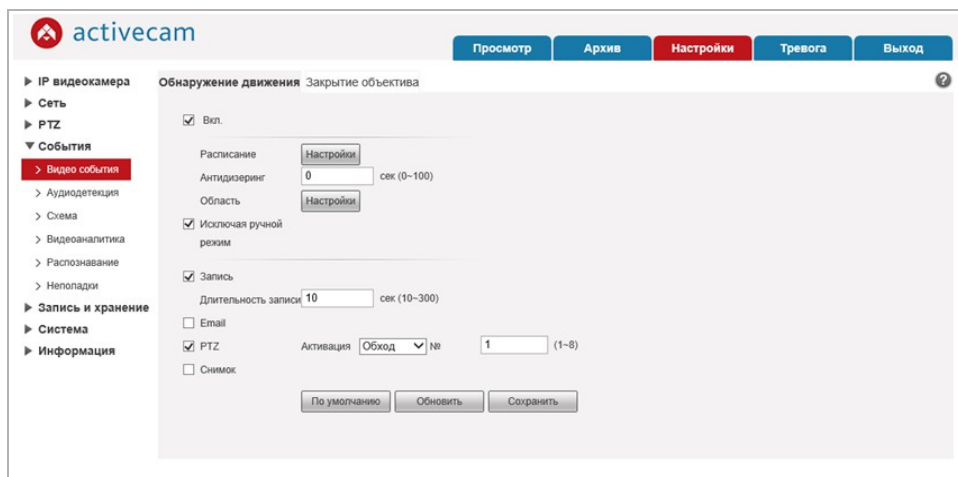 activecam
Просмотр Архив Настройки Тревога Выход
IP видеокамера
Сеть
PTZ
События
Видео события
Аудиодетекция
Схема
Видеоаналитика
Распознавание
Неполадки
Запись и хранение
Система
Информация
Обнаружение движения Закрытие объектива
Вкл.
Расписание Настройки
Антидизеринг 0 сек (0~100)
Область Настройки
Исключая ручной
режим
Запись
Длительность записи 10 сек (10~300)
Email
PTZ Активация Обход № 1 (1~8)
Снимок
По умолчанию Обновить Сохранить